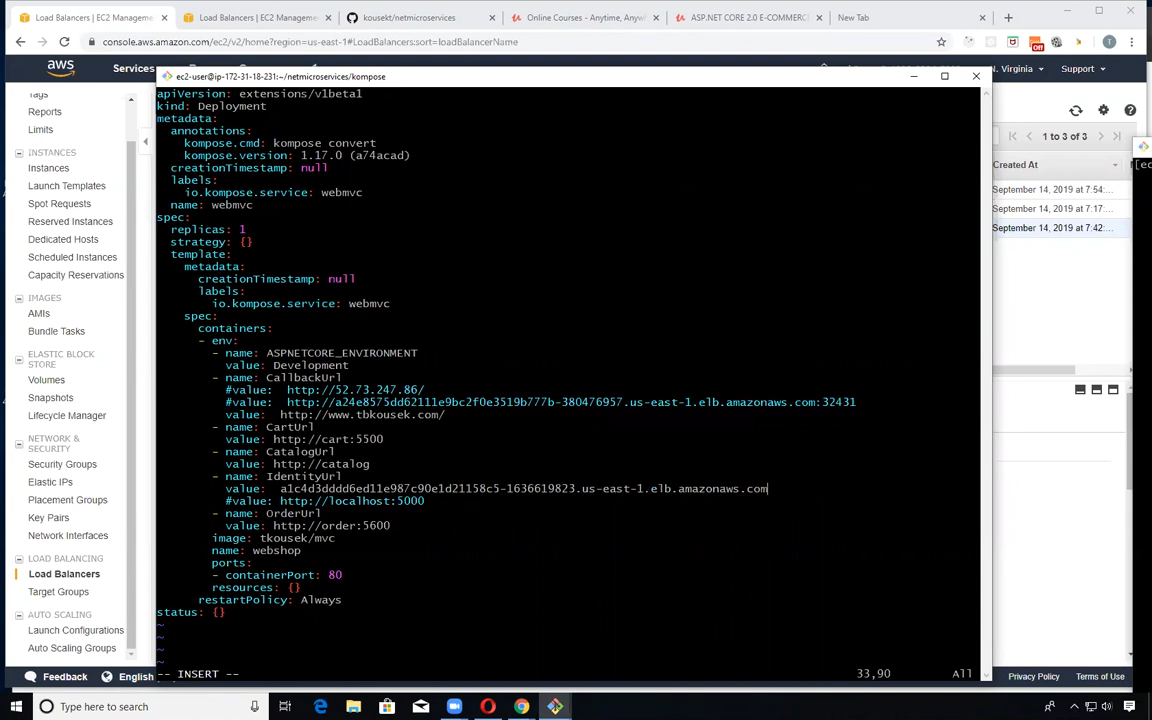 Load Balancers | EC2 Manageme
Load Balancers | EC2 Manageme
kousekt/netmicroservices
Online Courses - Anytime, Anyw
ASP.NET CORE 2.0 E-COMMERC
New Tab
console.aws.amazon.com/ec2/v2/home?region=us-east-1#LoadBalancers:sort=loadBalancerName
Off
T
aws
Services
N. Virginia
Support
ec2-user@ip-172-31-18-231:~/netmicroservices/kompose
Tags
Reports
Limits
INSTANCES
Instances
Launch Templates
Spot Requests
Reserved Instances
Dedicated Hosts
Scheduled Instances
Capacity Reservations
IMAGES
AMIs
Bundle Tasks
ELASTIC BLOCK
STORE
Volumes
Snapshots
Lifecycle Manager
NETWORK &
SECURITY
Security Groups
Elastic IPs
Placement Groups
Key Pairs
Network Interfaces
LOAD BALANCING
Load Balancers
Target Groups
AUTO SCALING
Launch Configurations
Auto Scaling Groups
apiVersion: extensions/v1beta1
kind: Deployment
metadata:
  annotations:
    kompose.cmd: kompose convert
    kompose.version: 1.17.0 (a74acad)
  creationTimestamp: null
  labels:
    io.kompose.service: webmvc
  name: webmvc
spec:
  replicas: 1
  strategy: {}
  template:
    metadata:
      creationTimestamp: null
      labels:
        io.kompose.service: webmvc
    spec:
      containers:
      - env:
        - name: ASPNETCORE_ENVIRONMENT
          value: Development
        - name: CallbackUrl
          #value:  http://52.73.247.86/
          #value:  http://a24e8575dd62111e9bc2f0e3519b777b-380476957.us-east-1.elb.amazonaws.com:32431
          value:  http://www.tbkousek.com/
        - name: CartUrl
          value: http://cart:5500
        - name: CatalogUrl
          value: http://catalog
        - name: IdentityUrl
          value:  a1c4d3dddd6ed11e987c90e1d21158c5-1636619823.us-east-1.elb.amazonaws.com
          #value: http://localhost:5000
        - name: OrderUrl
          value: http://order:5600
        image: tkousek/mvc
        name: webshop
        ports:
        - containerPort: 80
        resources: {}
      restartPolicy: Always
status: {}
~
~
~
~
-- INSERT --
33,90
All
1 to 3 of 3
Created At
September 14, 2019 at 7:54:...
September 14, 2019 at 7:17:...
September 14, 2019 at 7:42:...
[ec
Feedback
English
Privacy Policy
Terms of Use
Type here to search